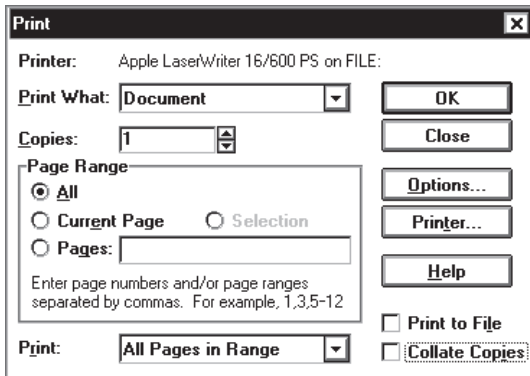 Print
Printer: Apple LaserWriter 16/600 PS on FILE:
Print What: Document
OK
Copies: 1
Close
Page Range
All
Options...
Current Page Selection
Printer...
Pages:
Enter page numbers and/or page ranges
separated by commas. For example, 1,3,5-12
Help
Print to File
Print: All Pages in Range
Collate Copies